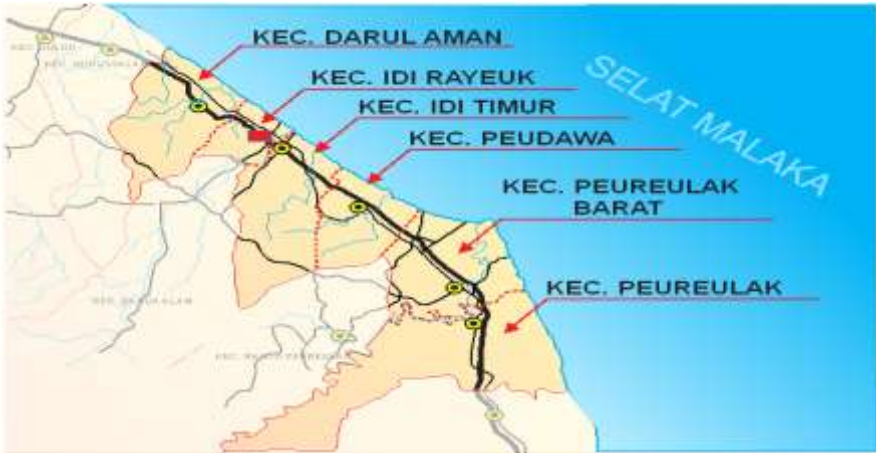 KEC. DARUL AMAN
KEC. IDI RAYEUK
KEC. IDI TIMUR
KEC. PEUDAWA
KEC. PEUREULAK
BARAT
KEC. PEUREULAK
SELAT MALAKA